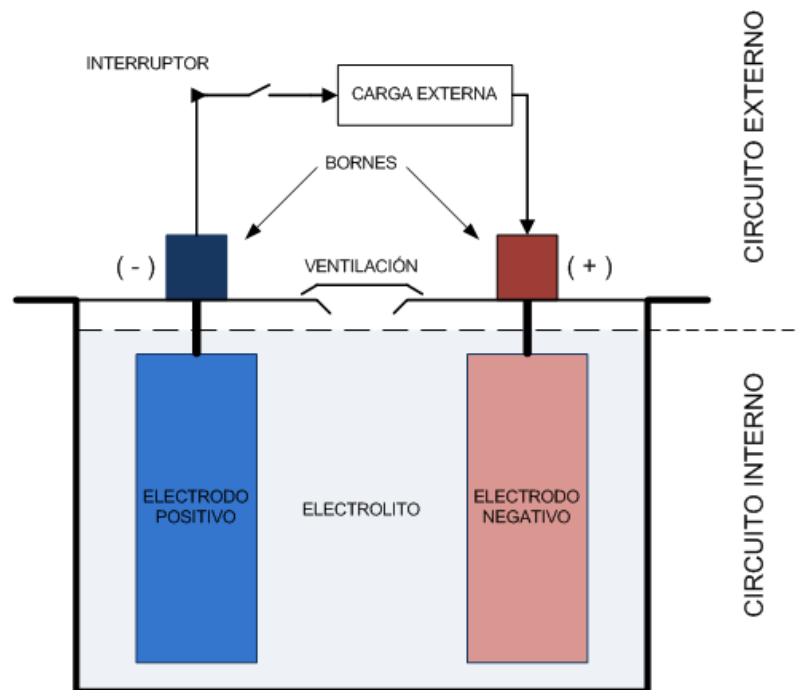 INTERRUPTOR
CARGA EXTERNA
BORNES
( - )
VENTILACIÓN
( + )
ELECTRODO
POSITIVO
ELECTROLITO
ELECTRODO
NEGATIVO
CIRCUITO EXTERNO
CIRCUITO INTERNO